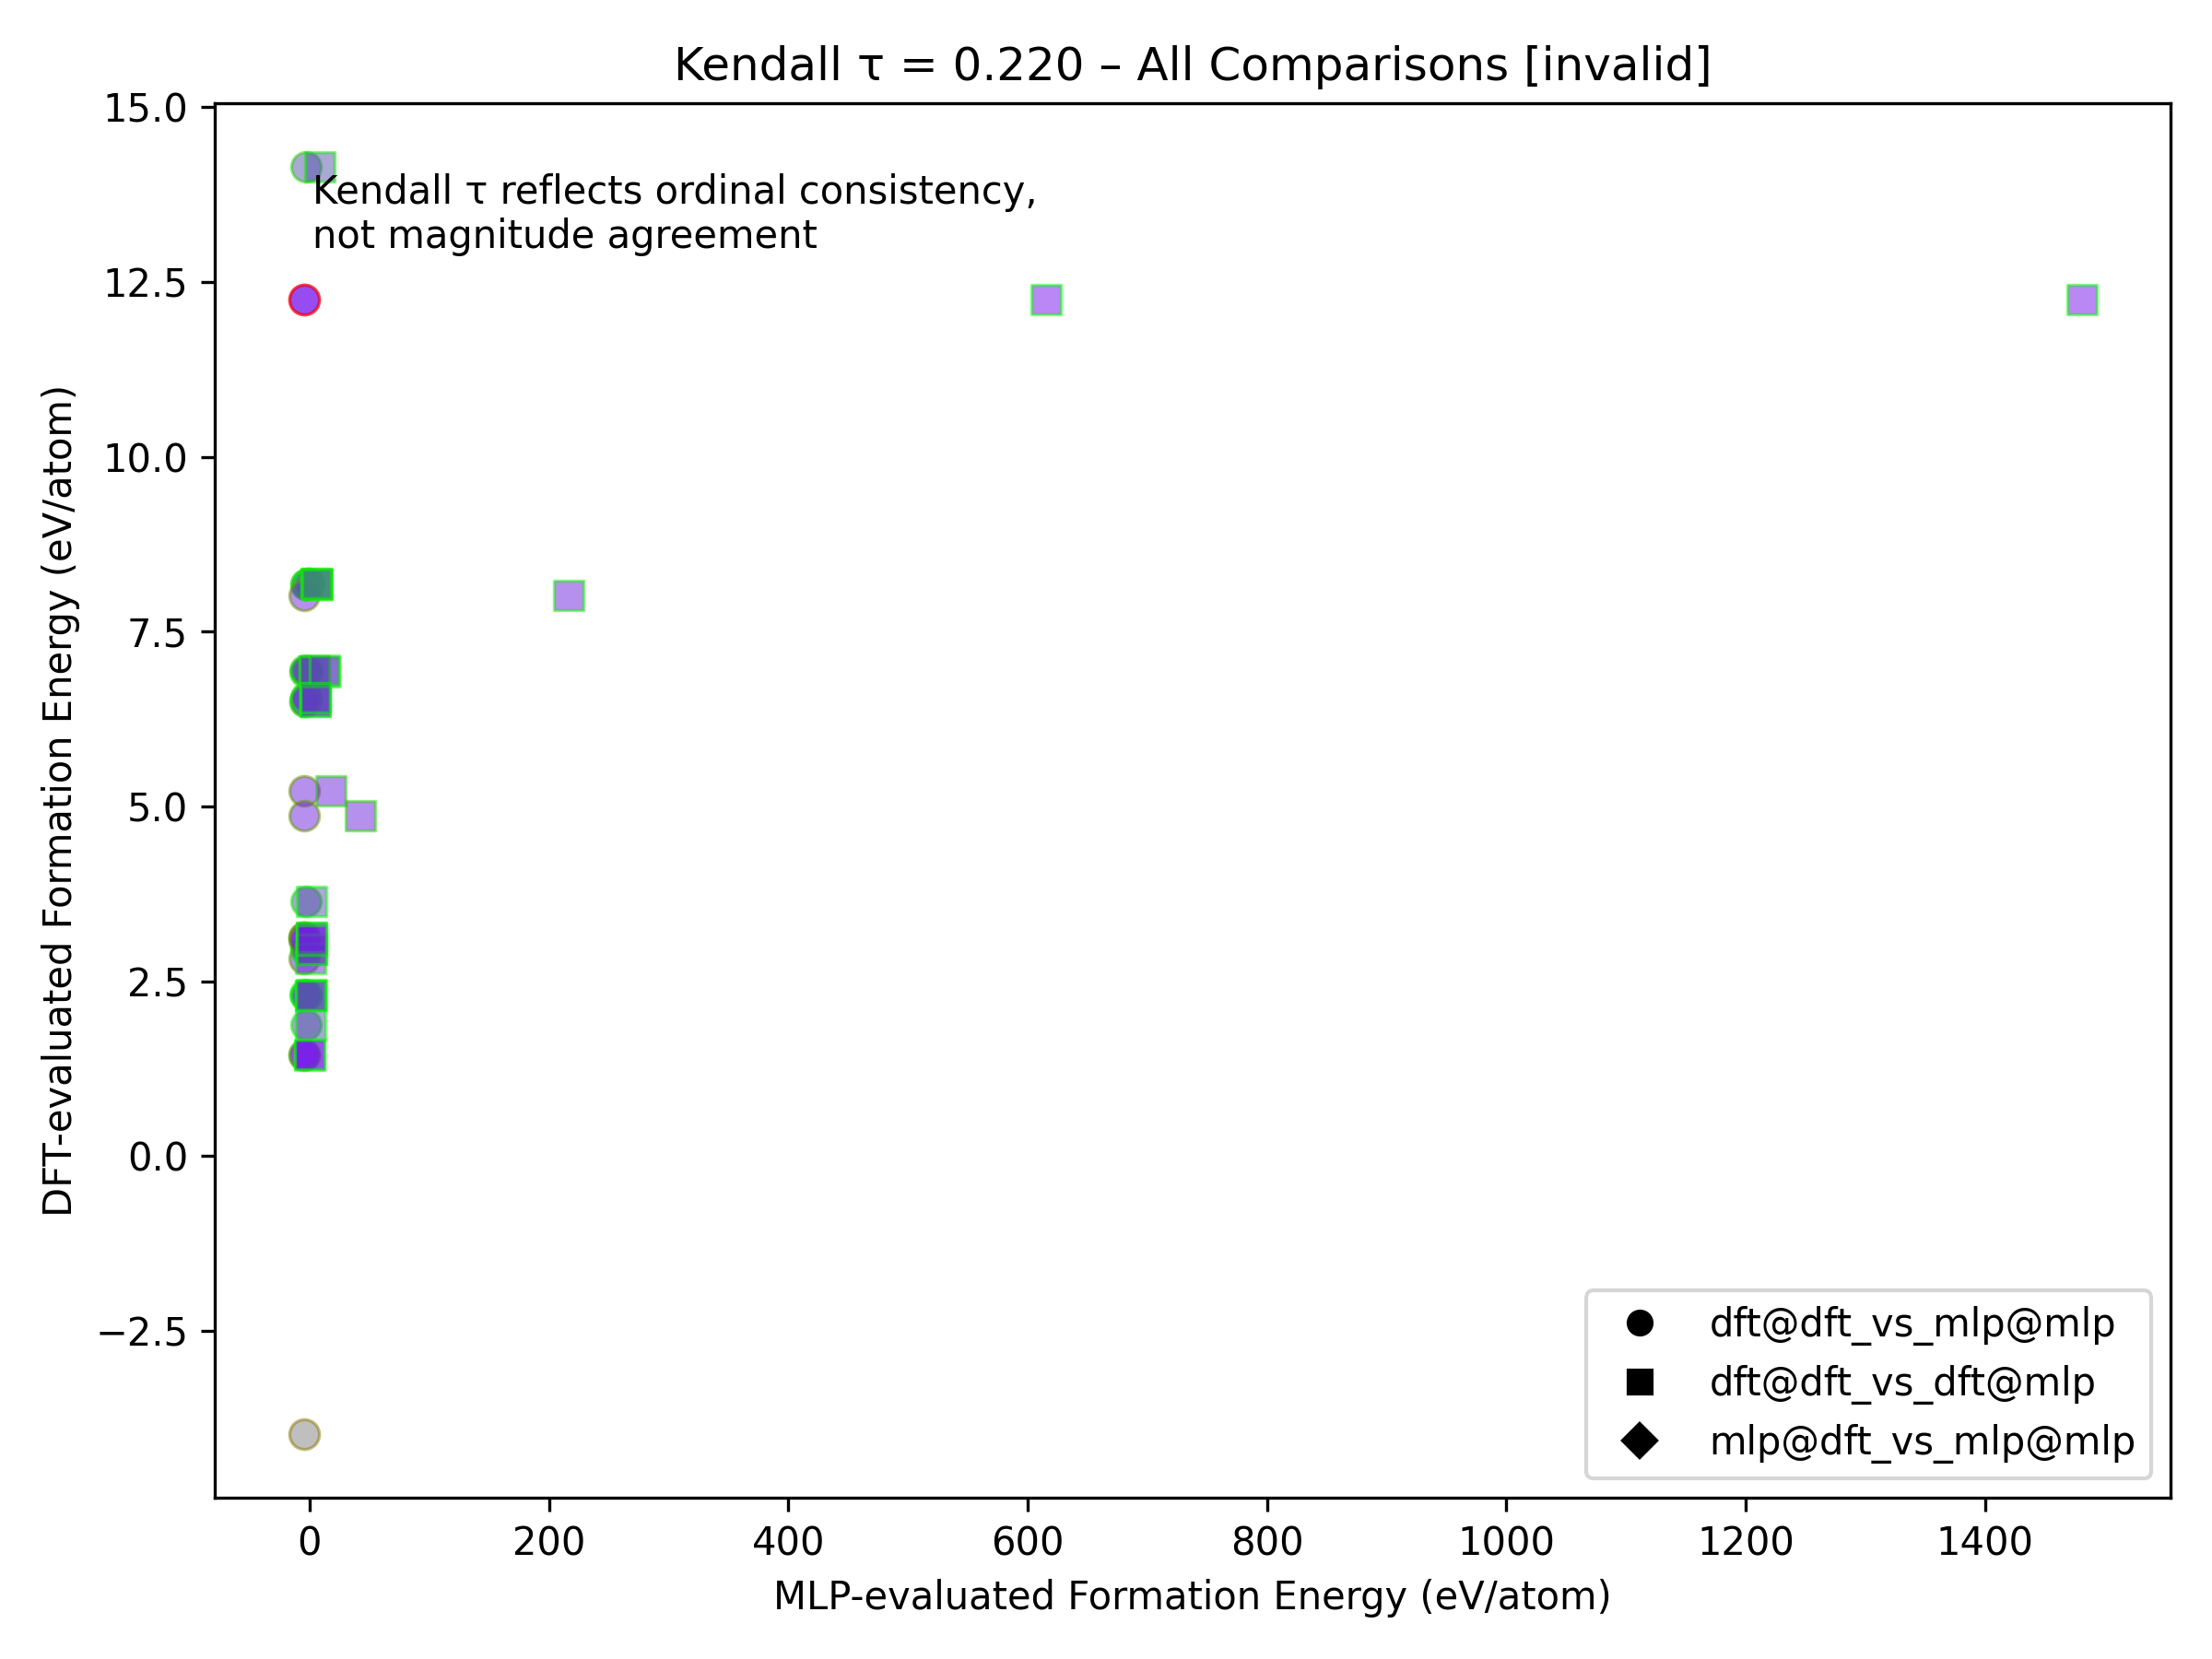 Kendall τ = 0.220 – All Comparisons [invalid]
15.0
12.5
10.0
7.5
5.0
2.5
0.0
−2.5
DFT-evaluated Formation Energy (eV/atom)
Kendall τ reflects ordinal consistency,
not magnitude agreement
dft@dft_vs_mlp@mlp
dft@dft_vs_dft@mlp
mlp@dft_vs_mlp@mlp
0 200 400 600 800 1000 1200 1400
MLP-evaluated Formation Energy (eV/atom)